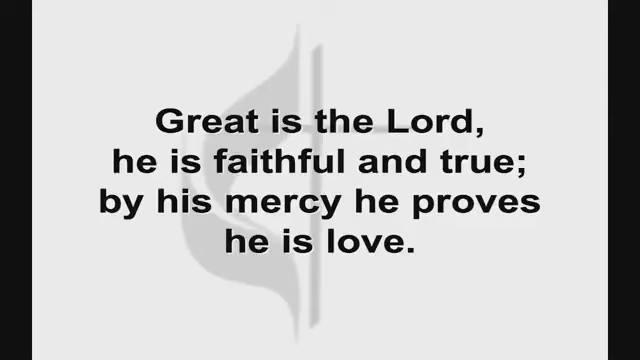 Great is the Lord,
he is faithful and true;
by his mercy he proves
he is love.